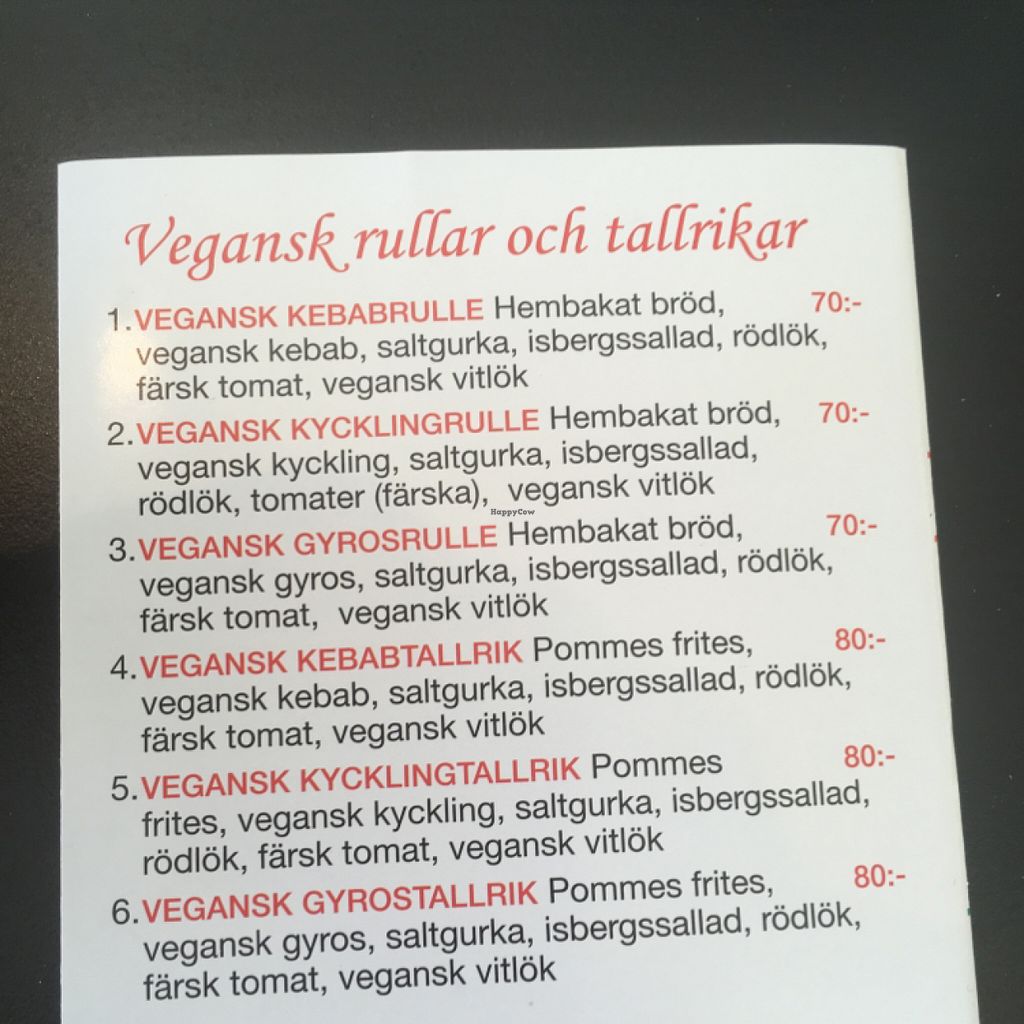 Vegansk rullar och tallrikar
1. VEGANSK KEBABRULLE Hembakat bröd, 70:-
vegansk kebab, saltgurka, isbergssallad, rödlök,
färsk tomat, vegansk vitlök
2. VEGANSK KYCKLINGRULLE Hembakat bröd, 70:-
vegansk kyckling, saltgurka, isbergssallad,
rödlök, tomater (färska), vegansk vitlök
HappyCow
3. VEGANSK GYROSRULLE Hembakat bröd, 70:-
vegansk gyros, saltgurka, isbergssallad, rödlök,
färsk tomat, vegansk vitlök
4. VEGANSK KEBABTALLRIK Pommes frites, 80:-
vegansk kebab, saltgurka, isbergssallad, rödlök,
färsk tomat, vegansk vitlök
5. VEGANSK KYCKLINGTALLRIK Pommes 80:-
frites, vegansk kyckling, saltgurka, isbergssallad,
rödlök, färsk tomat, vegansk vitlök
6. VEGANSK GYROSTALLRIK Pommes frites, 80:-
vegansk gyros, saltgurka, isbergssallad, rödlök,
färsk tomat, vegansk vitlök